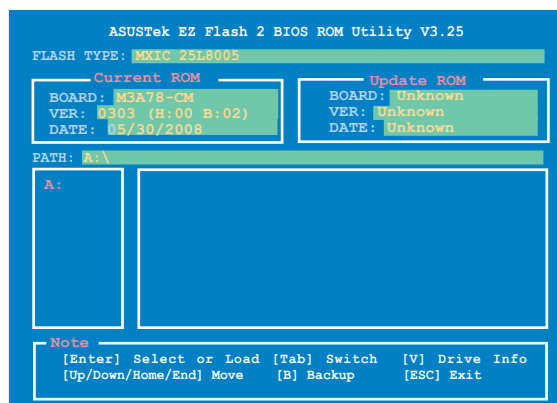 ASUSTek EZ Flash 2 BIOS ROM Utility V3.25
FLASH TYPE: MXIC 25L8005
Current ROM
BOARD: M3A78-CM
VER: 0303 (H:00 B:02)
DATE: 05/30/2008
Update ROM
BOARD: Unknown
VER: Unknown
DATE: Unknown
PATH: A:\
A:
Note
[Enter] Select or Load [Tab] Switch [V] Drive Info
[Up/Down/Home/End] Move [B] Backup [ESC] Exit